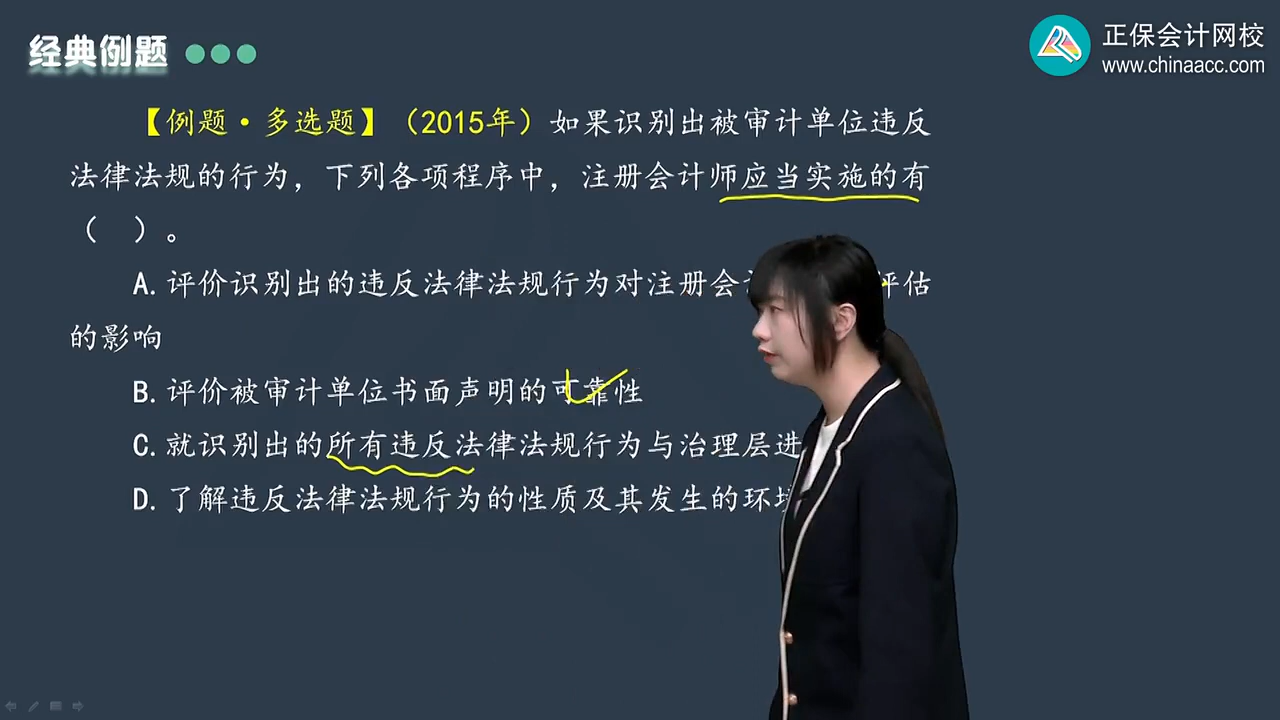 经典例题
正保会计网校
www.chinaacc.com
【例题·多选题】（2015年）如果识别出被审计单位违反
法律法规的行为，下列各项程序中，注册会计师应当实施的有
（ ）。
A.评价识别出的违反法律法规行为对注册会 评估
的影响
B.评价被审计单位书面声明的可靠性
C.就识别出的所有违反法律法规行为与治理层进
D.了解违反法律法规行为的性质及其发生的环